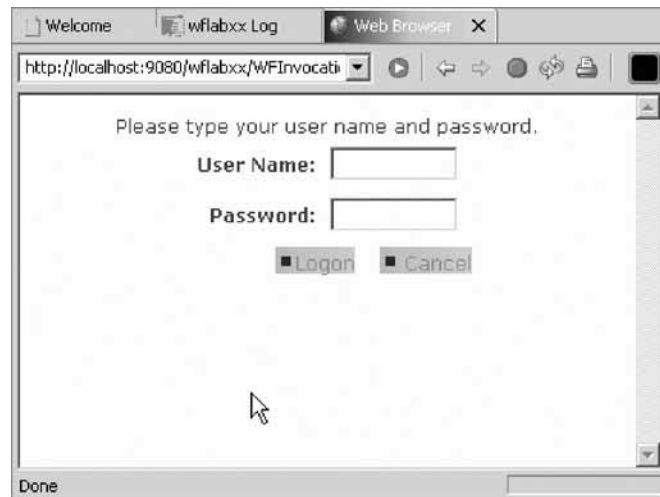 Welcome wflabxx Log Web Browser
http://localhost:9080/wflabxx/WFInvocati
Please type your user name and password.
User Name:
Password:
Logon Cancel
Done